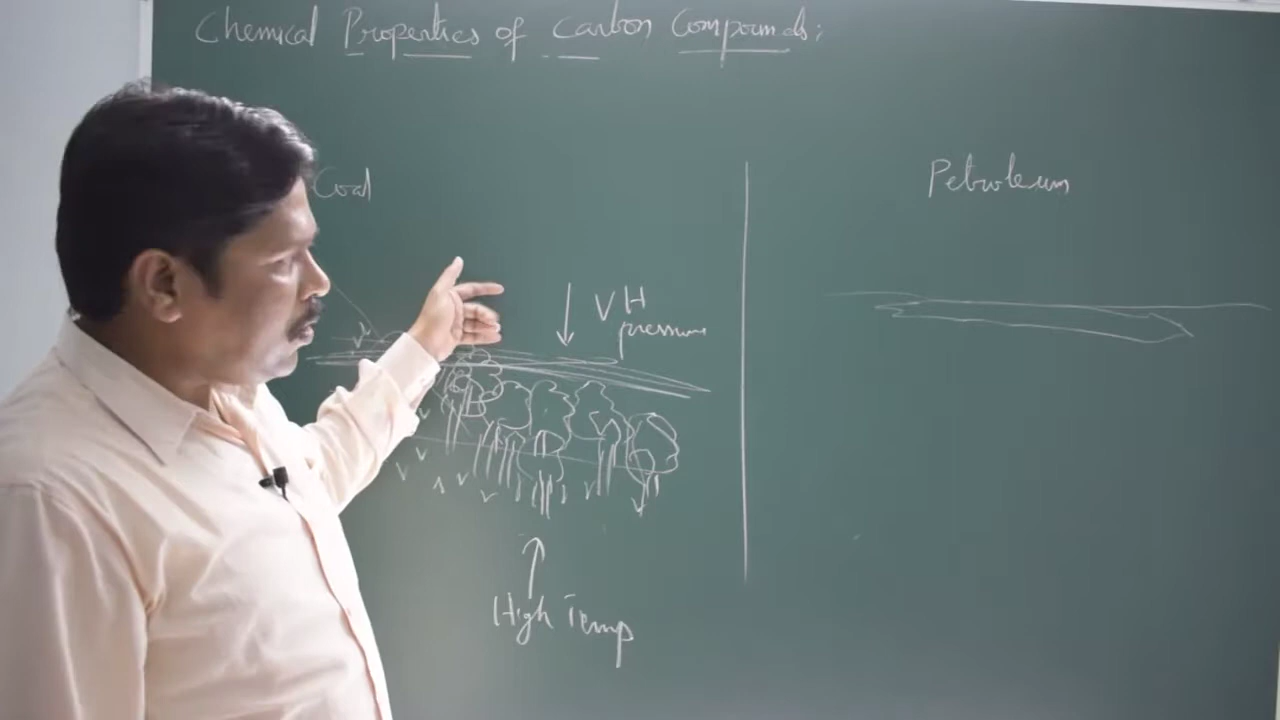 Chemical Properties of Carbon Compounds:
Coal
Petroleum
VH
pressure
High Temp